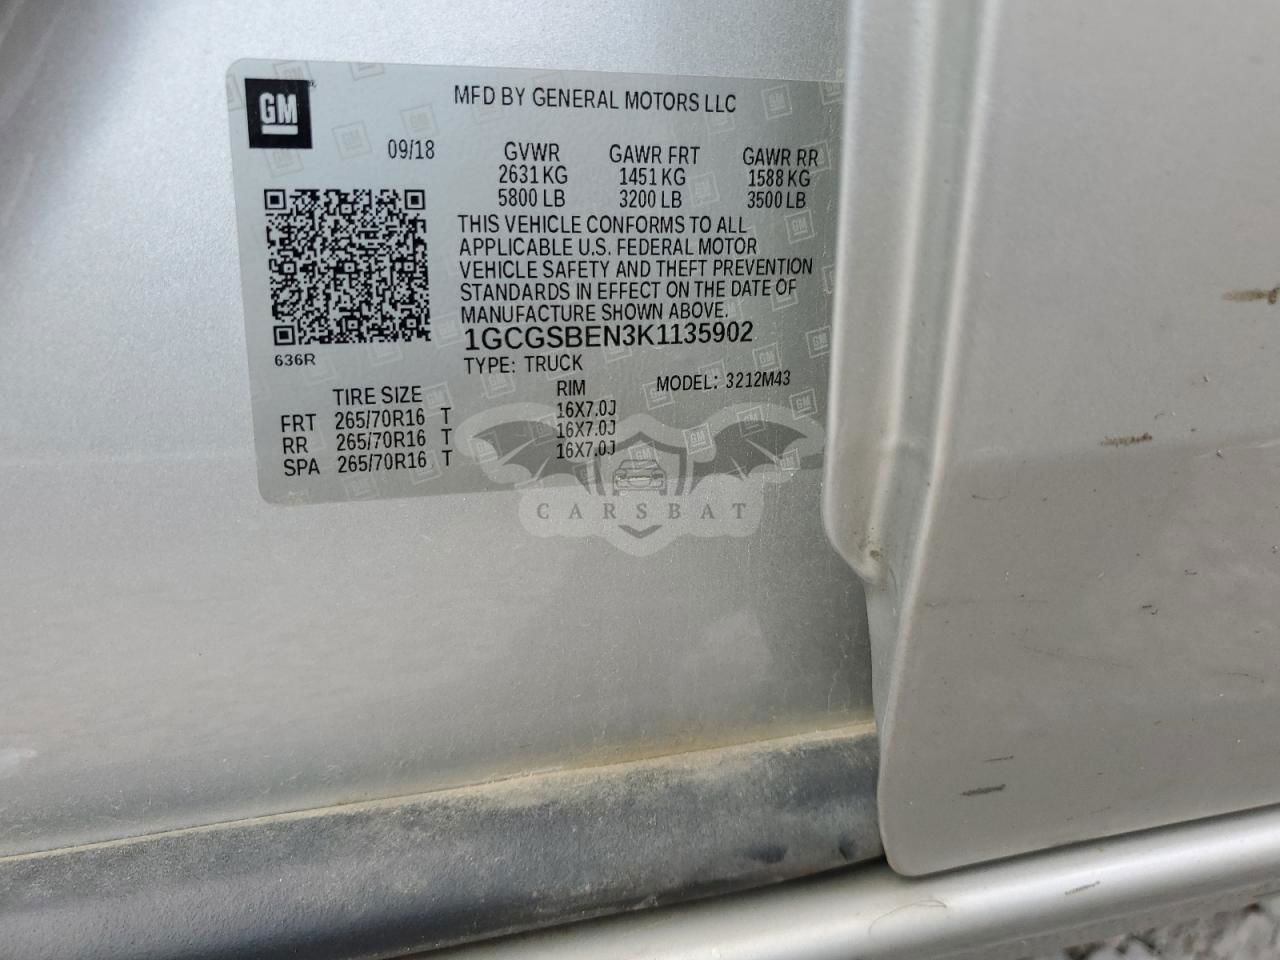 GM
MFD BY GENERAL MOTORS LLC
09/18
GVWR GAWR FRT GAWR RR
2631 KG 1451 KG 1588 KG
5800 LB 3200 LB 3500 LB
THIS VEHICLE CONFORMS TO ALL
APPLICABLE U.S. FEDERAL MOTOR
VEHICLE SAFETY AND THEFT PREVENTION
STANDARDS IN EFFECT ON THE DATE OF
MANUFACTURE SHOWN ABOVE.
1GCGSBEN3K1135902
636R
TYPE: TRUCK
MODEL: 3212M43
TIRE SIZE RIM
FRT 265/70R16 T 16X7.0J
RR 265/70R16 T 16X7.0J
SPA 265/70R16 T 16X7.0J
CARSBAT